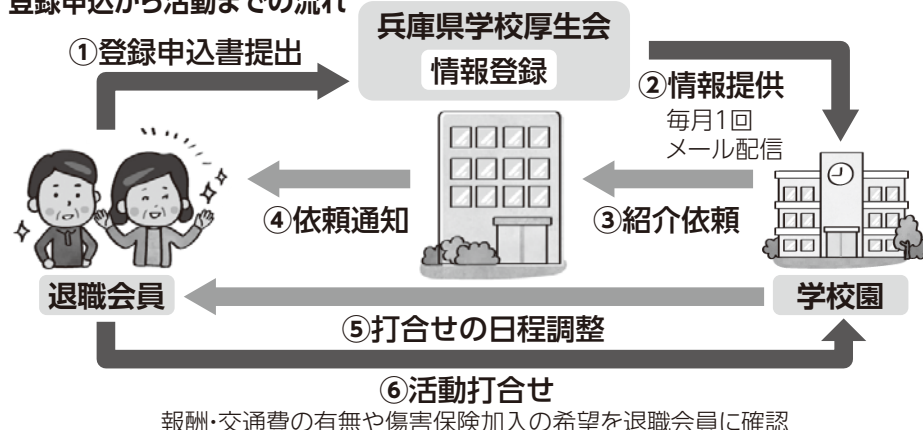 登録申込から活動までの流れ
兵庫県学校厚生会
情報登録
①登録申込書提出
②情報提供
毎月1回
メール配信
③紹介依頼
④依頼通知
退職会員
学校園
⑤打合せの日程調整
⑥活動打合せ
報酬・交通費の有無や傷害保険加入の希望を退職会員に確認